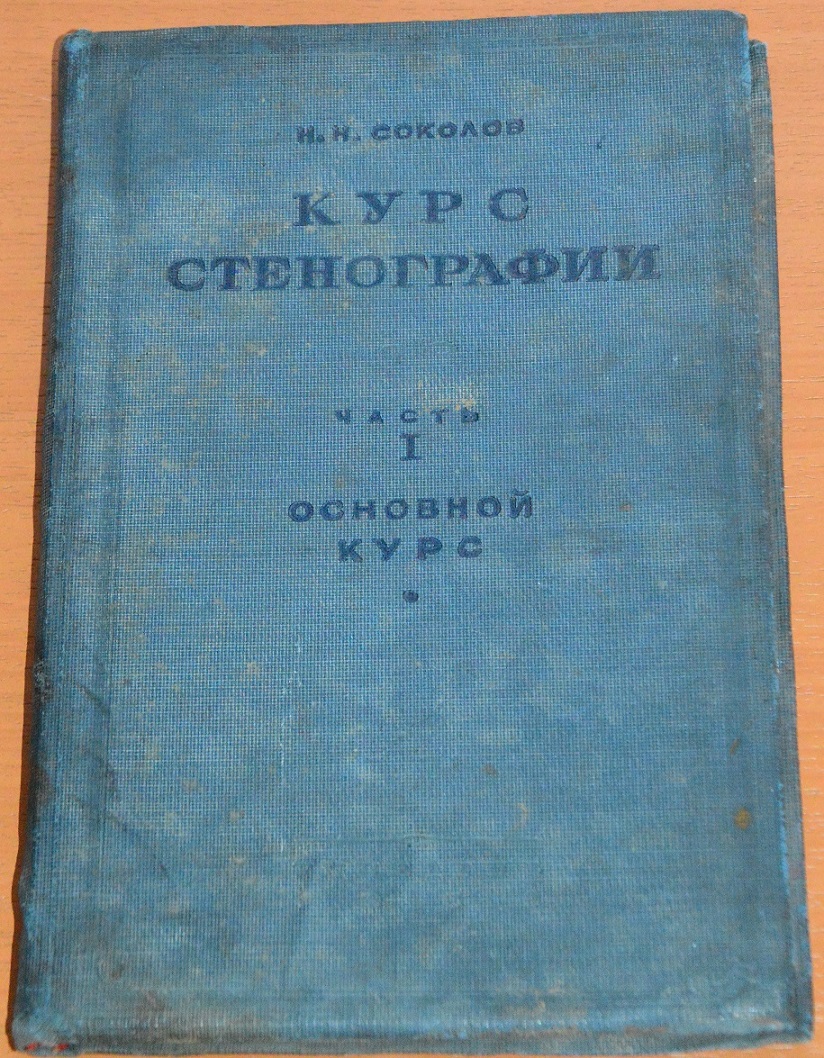 Н. Н. СОКОЛОВ
КУРС
СТЕНОГРАФИИ
ЧАСТЬ
I
ОСНОВНОЙ
КУРС